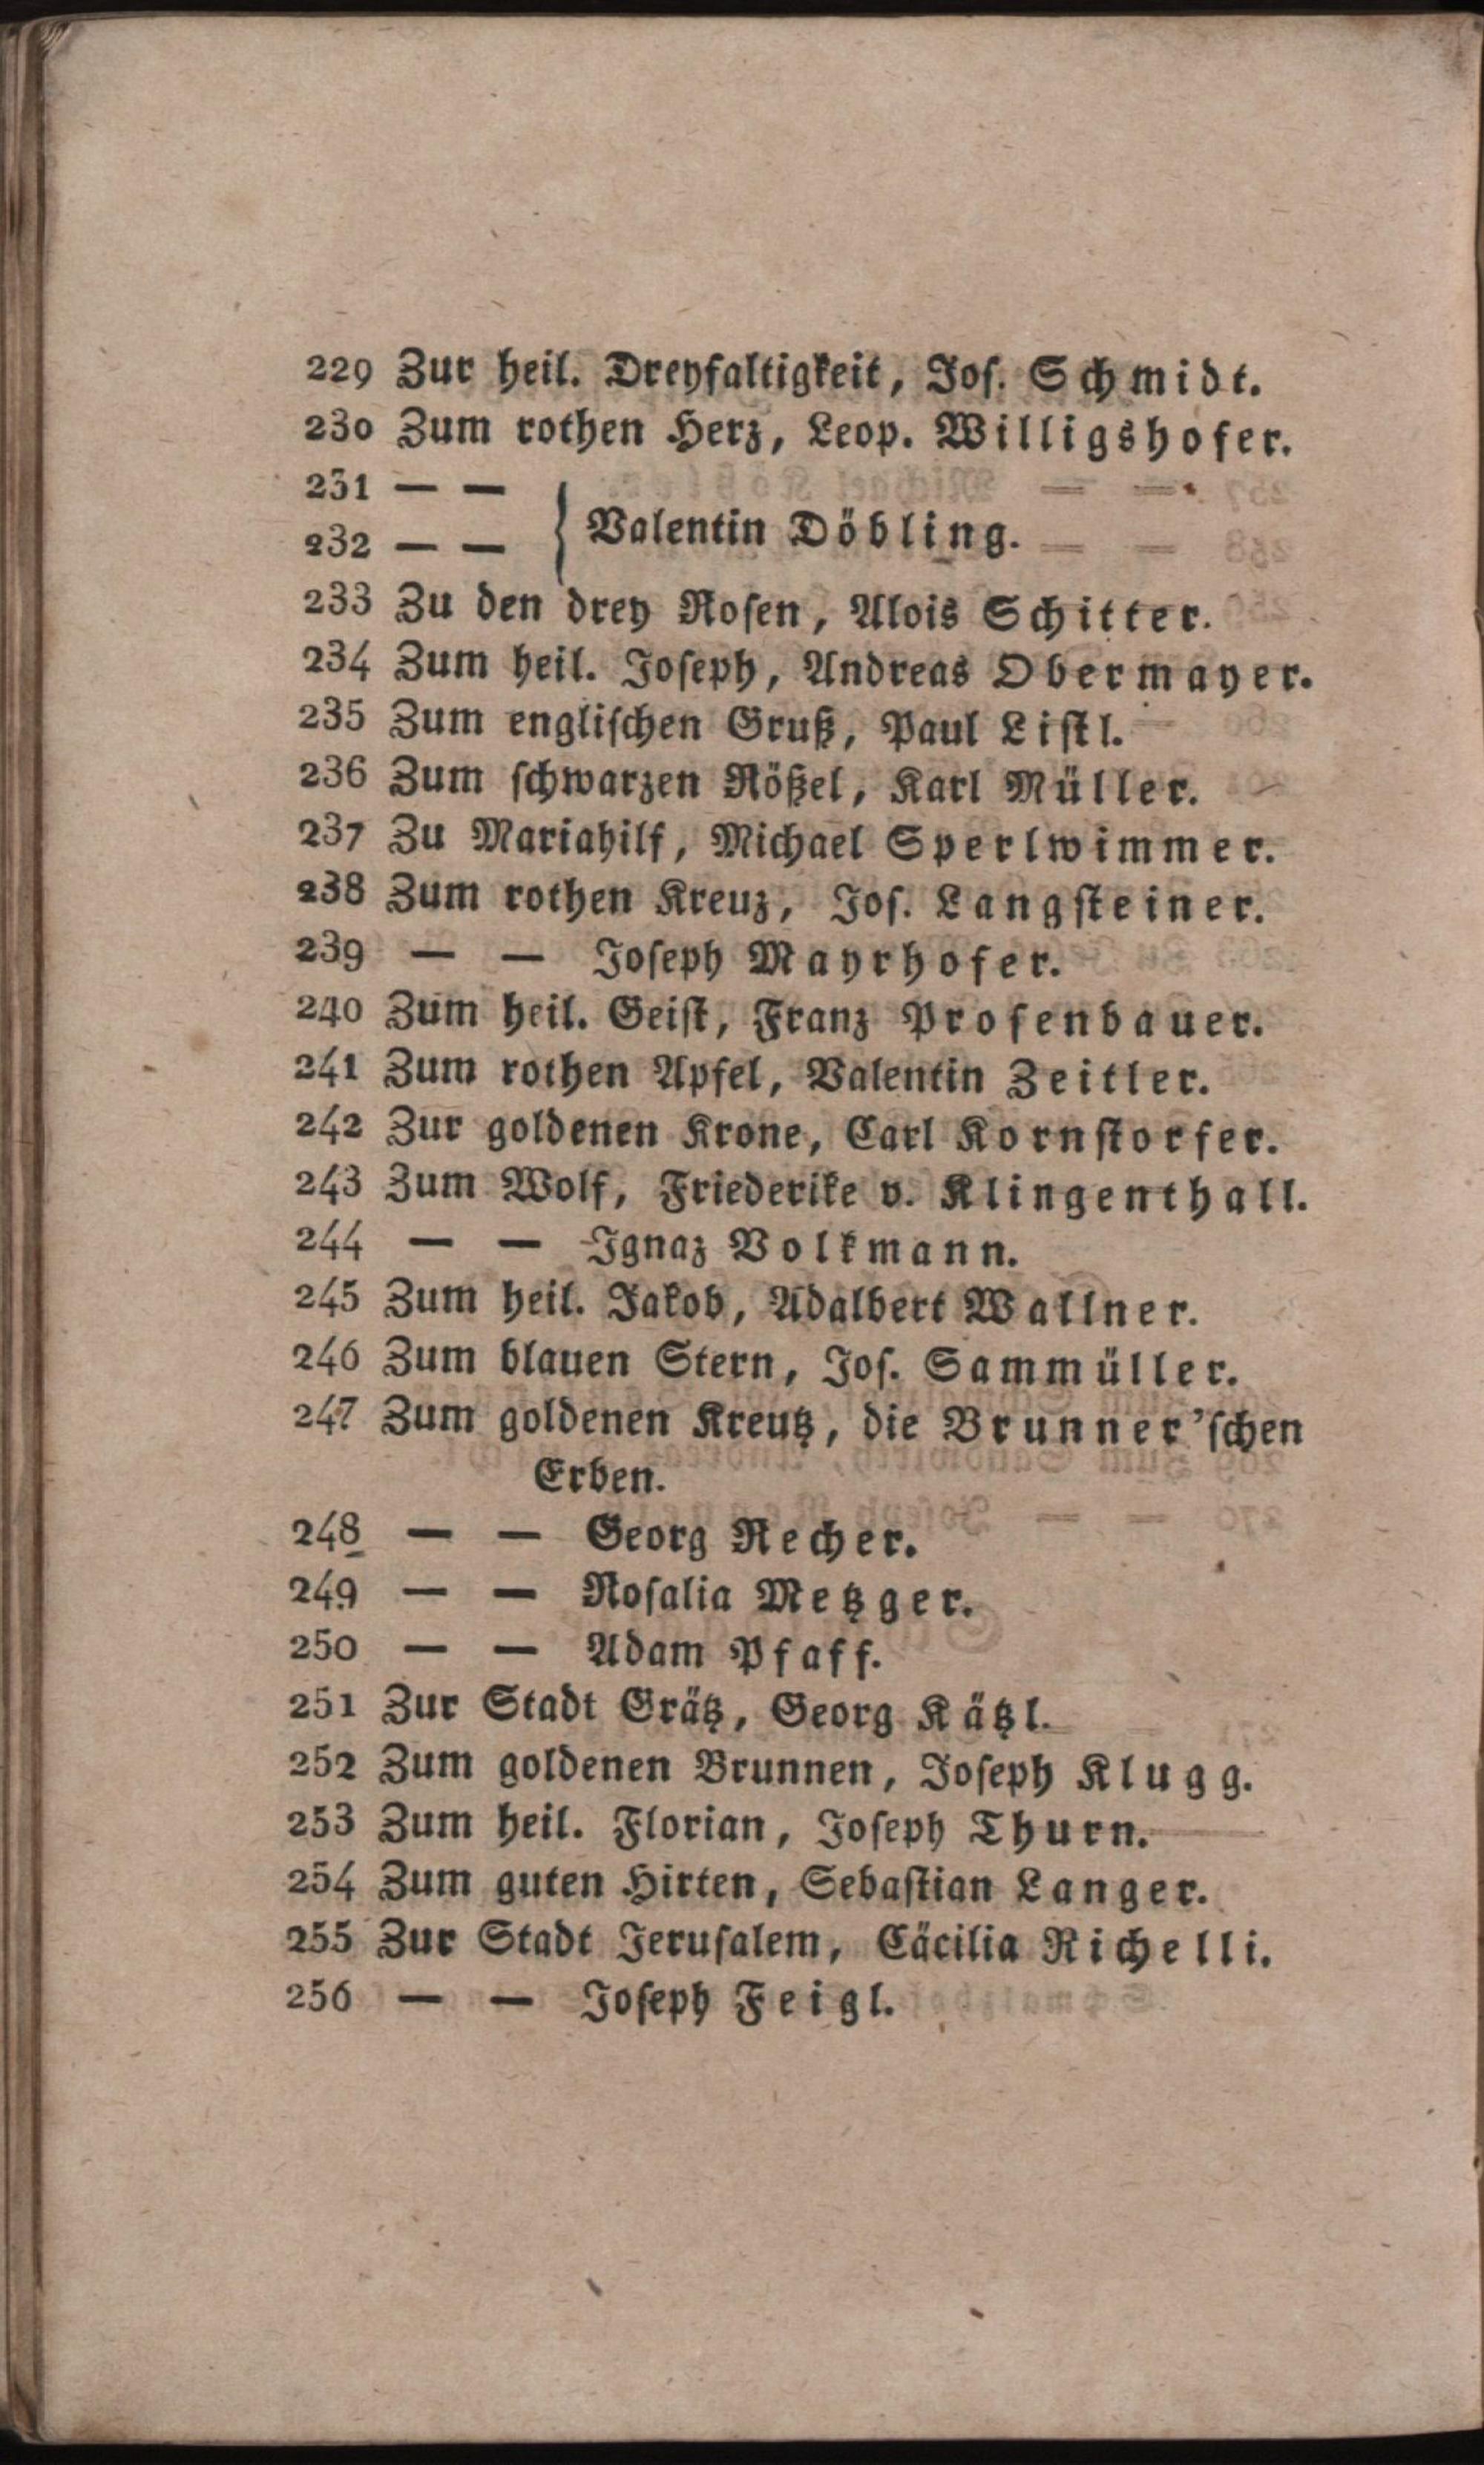 229 Zur heil. Dreyfaltigkeit, Jos. Schmidt.
230 Zum rothen Herz, Leop. Willigshofer.
231 — —
232 — — } Valentin Döbling.
233 Zu den drey Rosen, Alois Schitter.
234 Zum heil. Joseph, Andreas Obermayer.
235 Zum englischen Gruß, Paul Listl.
236 Zum schwarzen Rößel, Karl Müller.
237 Zu Mariahilf, Michael Sperlwimmer.
238 Zum rothen Kreuz, Jos. Langsteiner.
239 — — Joseph Mayrhofer.
240 Zum heil. Geist, Franz Profenbauer.
241 Zum rothen Apfel, Valentin Zeitler.
242 Zur goldenen Krone, Carl Kornstorfer.
243 Zum Wolf, Friederike v. Klingenthall.
244 — — Ignaz Volkmann.
245 Zum heil. Jakob, Adalbert Wallner.
246 Zum blauen Stern, Jos. Sammüller.
247 Zum goldenen Kreutz, die Brunner'schen
Erben.
248 — — Georg Recher.
249 — — Rosalia Metzger.
250 — — Adam Pfaff.
251 Zur Stadt Grätz, Georg Kätzl.
252 Zum goldenen Brunnen, Joseph Klugg.
253 Zum heil. Florian, Joseph Thurn.
254 Zum guten Hirten, Sebastian Langer.
255 Zur Stadt Jerusalem, Cäcilia Richelli.
256 — — Joseph Feigl.